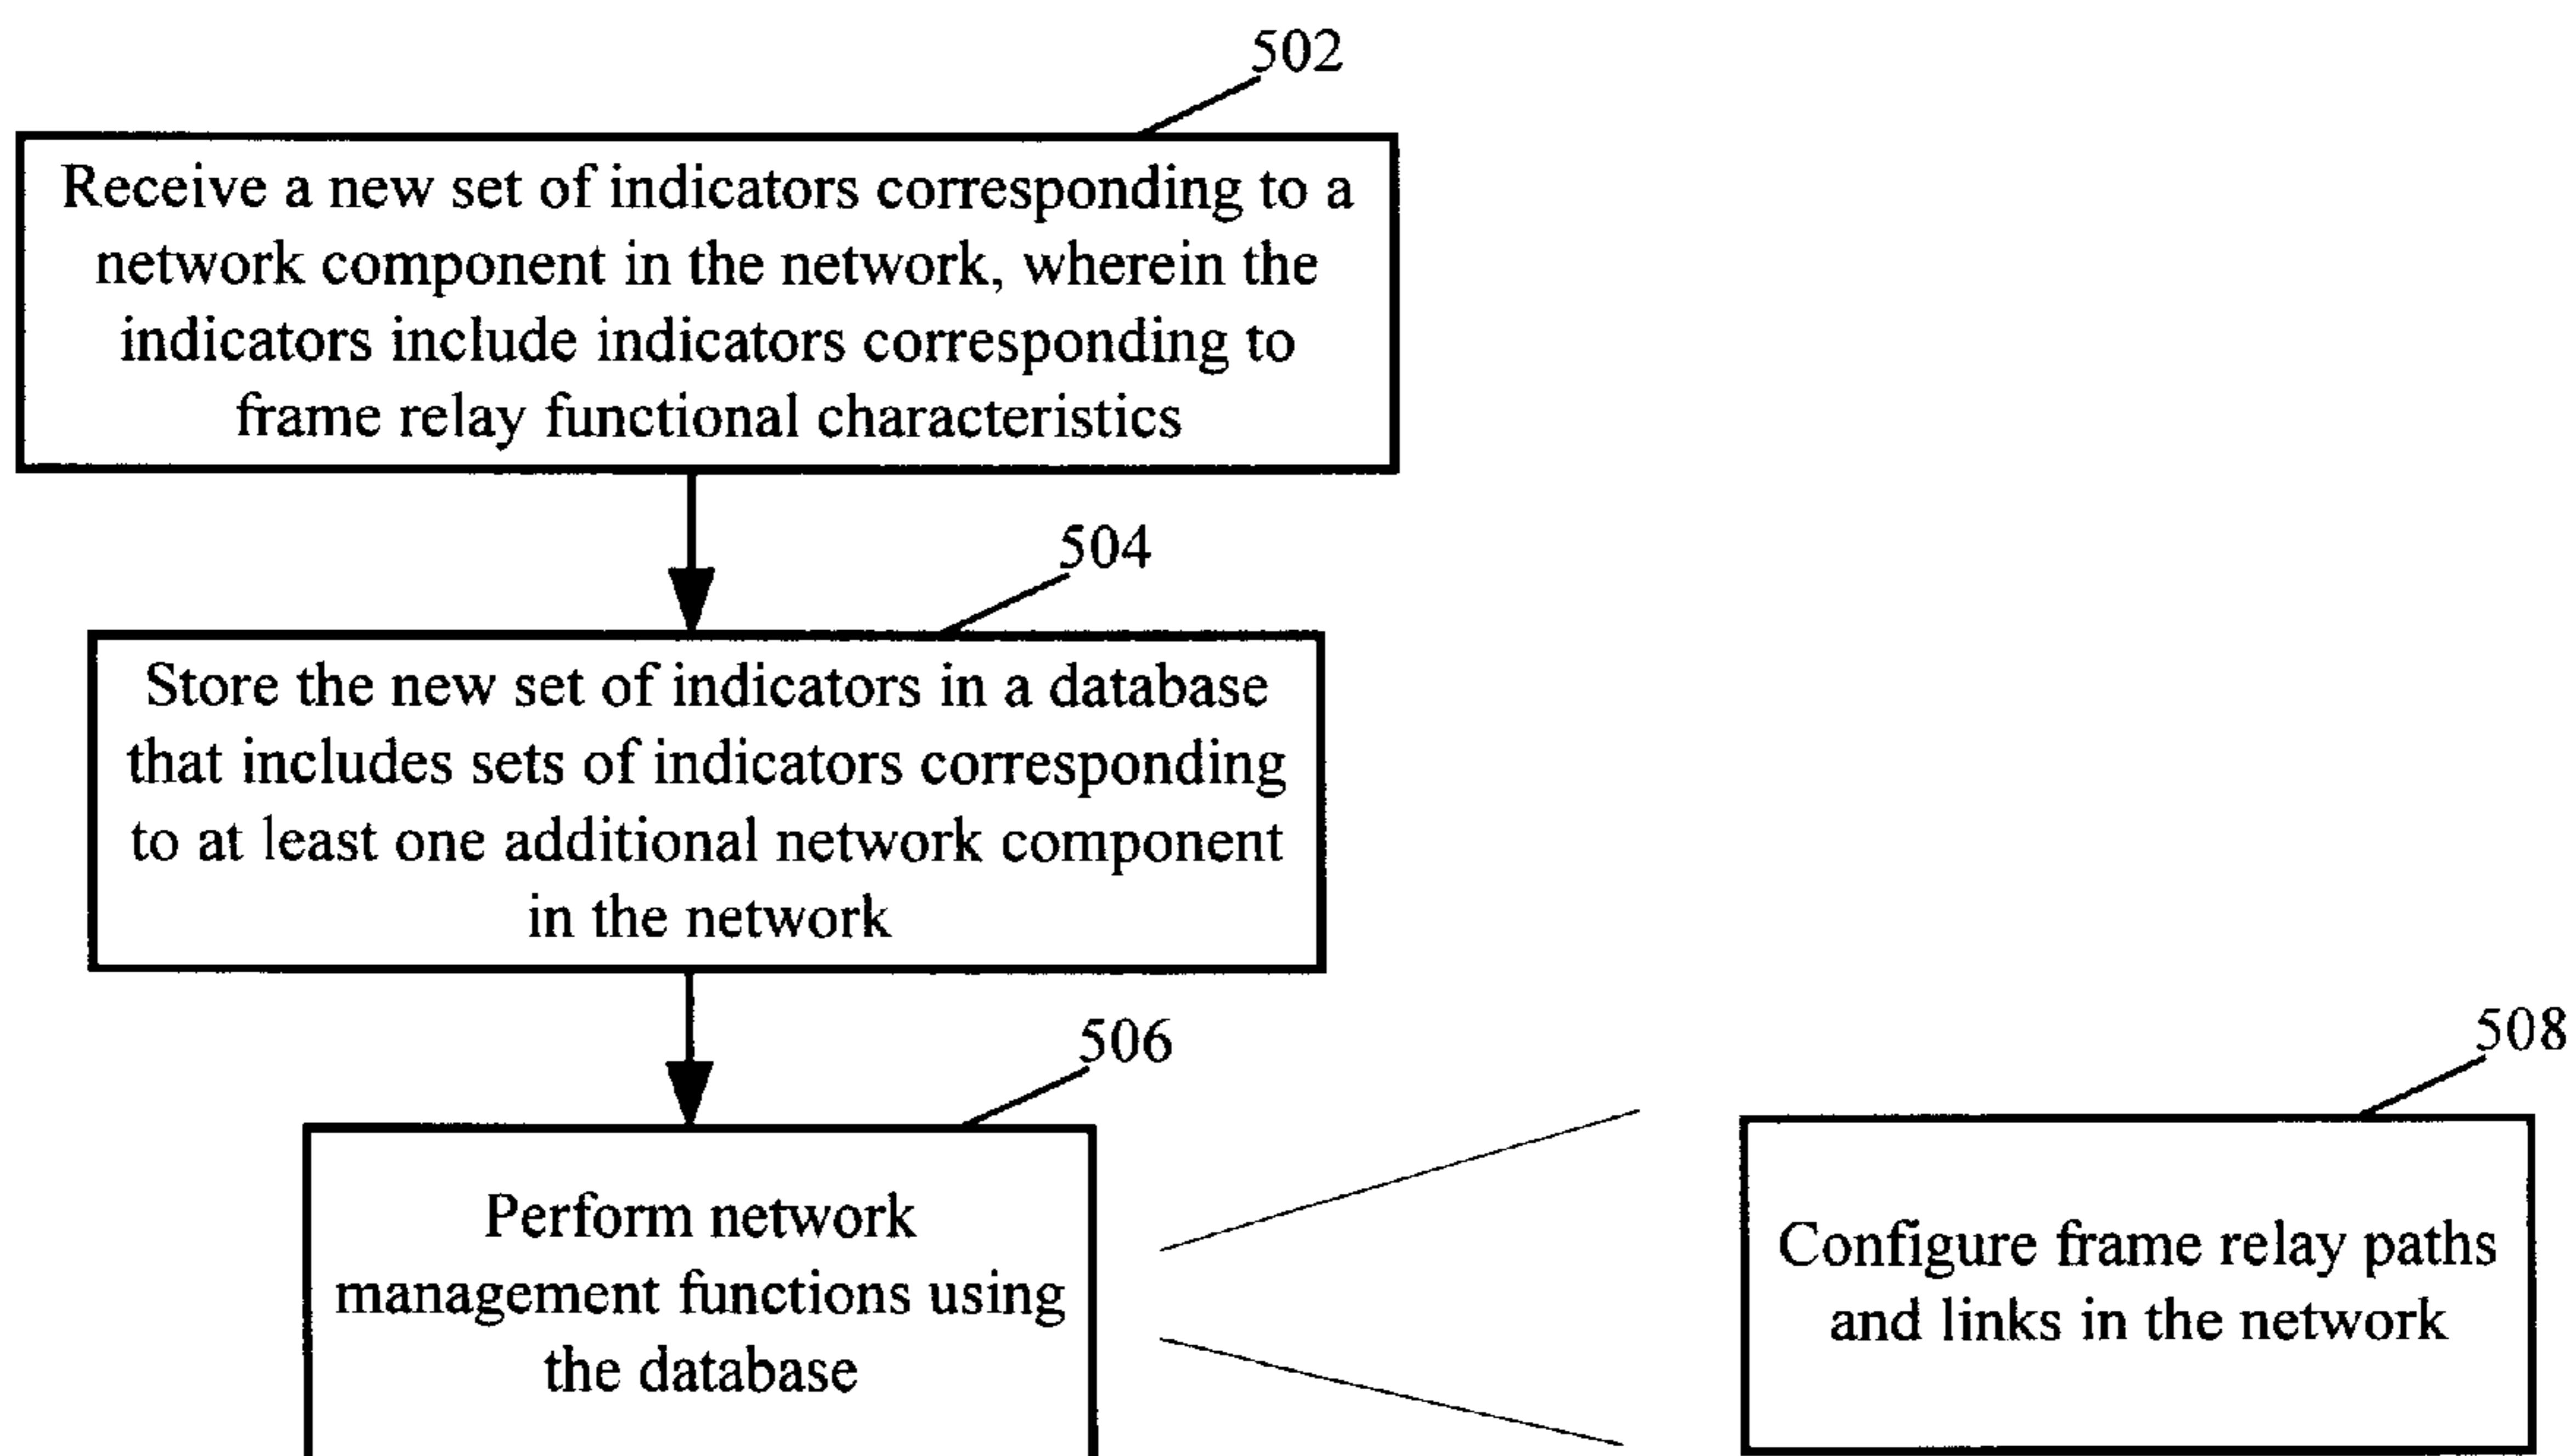 502
Receive a new set of indicators corresponding to a
network component in the network, wherein the
indicators include indicators corresponding to
frame relay functional characteristics
504
Store the new set of indicators in a database
that includes sets of indicators corresponding
to at least one additional network component
in the network
506
Perform network
management functions using
the database
508
Configure frame relay paths
and links in the network